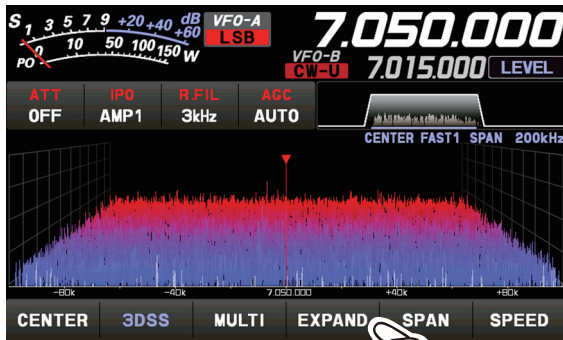 S 1 3 5 7 9 +20 +40 +60 dB
PO 0 10 50 100 150 W
VFO-A
LSB
7.050.000
VFO-B
CW-U
7.015.000
LEVEL
ATT IPO R.FIL AGC
OFF AMP1 3kHz AUTO
CENTER FAST1 SPAN 200kHz
-80k -40k 7.050.000 +40k +80k
CENTER 3DSS MULTI EXPAND SPAN SPEED